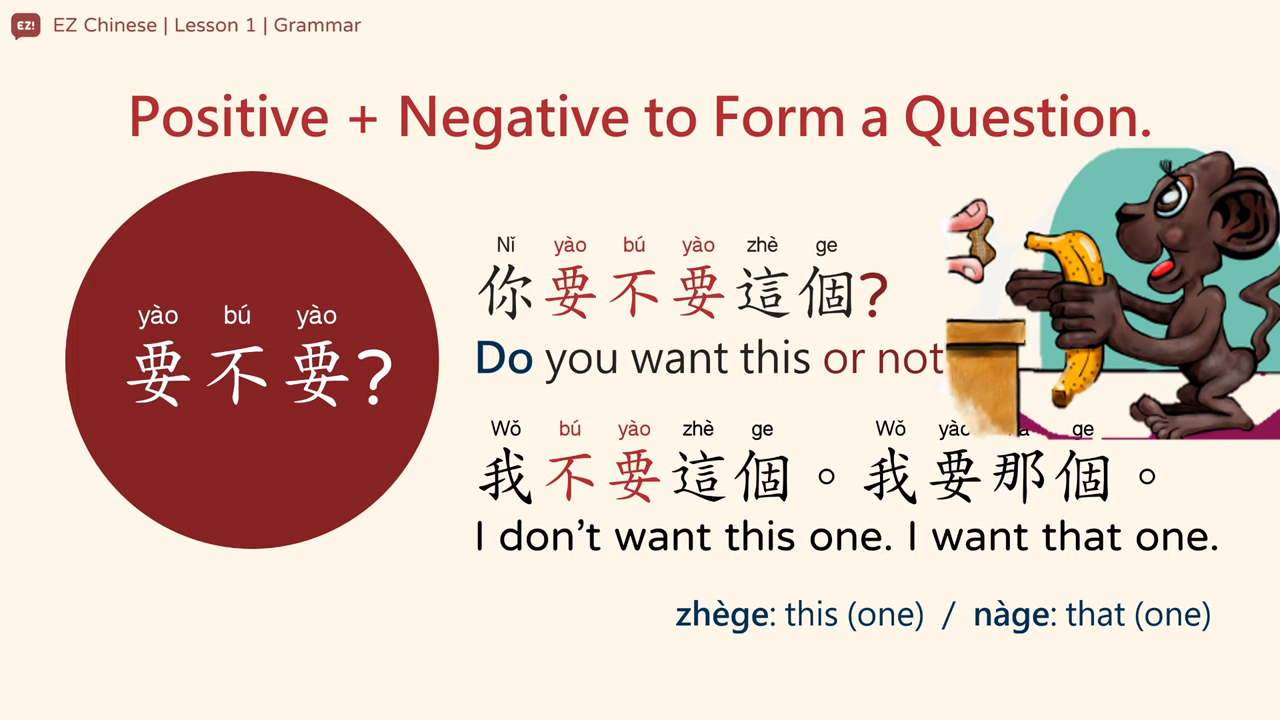 EZ! EZ Chinese | Lesson 1 | Grammar
Positive + Negative to Form a Question.
yào bú yào
要不要?
Nǐ yào bú yào zhè ge
你要不要這個?
Do you want this or not
Wǒ bú yào zhè ge Wǒ ge
我不要這個。我要那個。
I don't want this one. I want that one.
zhège: this (one) / nàge: that (one)